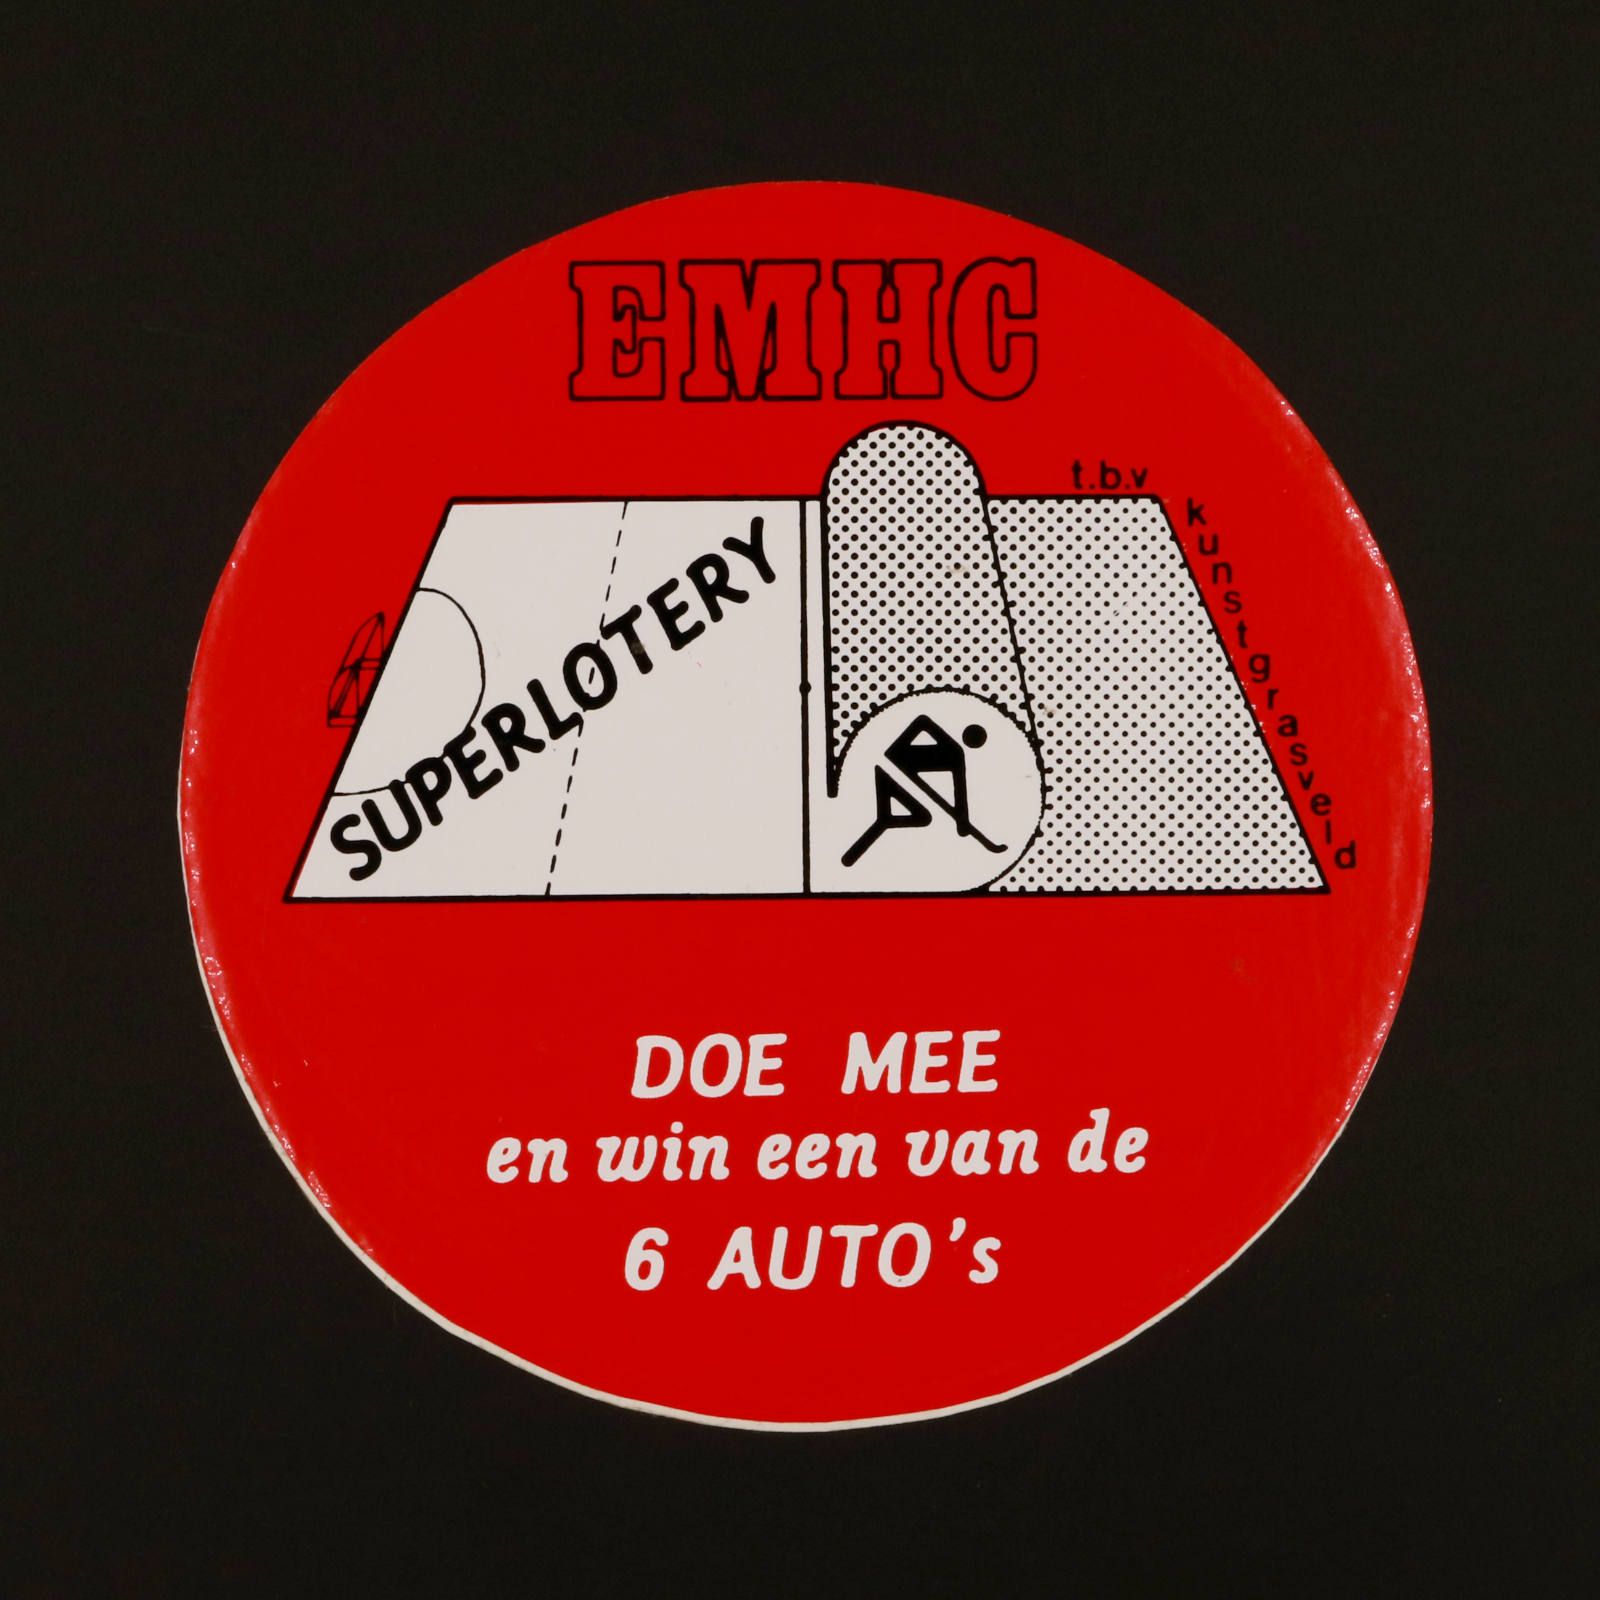 EMHC
t.b.v
kunstgrasveld
SUPERLOTERY
DOE MEE
en win een van de
6 AUTO's